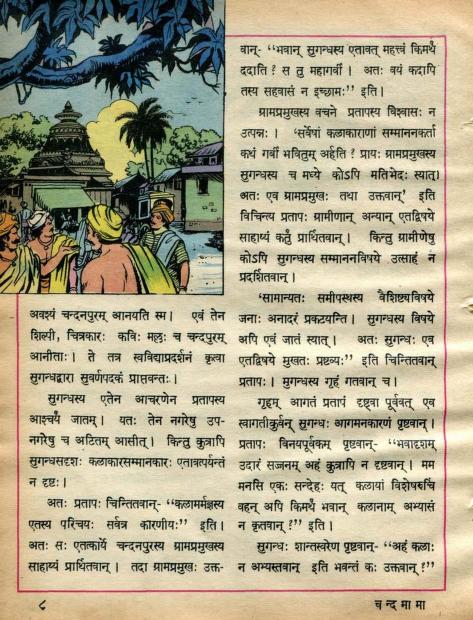 अवश्यं चन्दनपुरम् आनयति स्म। एवं तेन
शिल्पी, चित्रकारः कविः मल्लः च चन्दपुरम्
आनीताः। ते तत्र स्वविद्याप्रदर्शनं कृत्वा
सुगन्धद्वारा सुवर्णपदकं प्राप्तवन्तः।
सुगन्धस्य एतेन आचरणेन प्रतापस्य
आश्चर्यं जातम्। यतः तेन नगरेषु उप-
नगरेषु च अटितम् आसीत्। किन्तु कुत्रापि
सुगन्धसदृशः कलाकारसम्मानकारः एतावत्पर्यन्तं
न दृष्टः।
अतः प्रतापः चिन्तितवान्- “कलामर्मज्ञस्य
एतस्य परिचयः सर्वत्र कारणीयः” इति।
अतः सः एतत्कार्ये चन्दनपुरस्य ग्रामप्रमुखस्य
साहाय्यं प्रार्थितवान्। तदा ग्रामप्रमुखः उक्त-
वान्- “भवान् सुगन्धस्य एतावत् महत्त्वं किमर्थं
ददाति? स तु महागर्वी। अतः वयं कदापि
तस्य सहवासं न इच्छामः” इति।
ग्रामप्रमुखस्य वचने प्रतापस्य विश्वासः न
उत्पन्नः। ‘सर्वेषां कलाकाराणां सम्माननकर्ता
कथं गर्वी भवितुम् अर्हति? प्रायः ग्रामप्रमुखस्य
सुगन्धस्य च मध्ये कोऽपि मतिभेदः स्यात्।
अतः एव ग्रामप्रमुखः तथा उक्तवान्’ इति
विचिन्त्य प्रतापः ग्रामीणान् अन्यान् एतद्विषये
साहाय्यं कर्तुं प्रार्थितवान्। किन्तु ग्रामीणेषु
कोऽपि सुगन्धस्य सम्माननविषये उत्साहं न
प्रदर्शितवान्।
‘सामान्यतः समीपस्थस्य वैशिष्ट्यविषये
जनाः अनादरं प्रकटयन्ति। सुगन्धस्य विषये
अपि एवं जातं स्यात्। अतः सुगन्धः एव
एतद्विषये मुखतः प्रष्टव्यः” इति चिन्तितवान्
प्रतापः। सुगन्धस्य गृहं गतवान् च।
गृहम् आगतं प्रतापं दृष्ट्वा पूर्ववत् एव
स्वागतीकुर्वन् सुगन्धः आगमनकारणं पृष्टवान्।
प्रतापः विनयपूर्वकम् पृष्टवान्- “भवादृशम्
उदारं सज्जनम् अहं कुत्रापि न दृष्टवान्। मम
मनसि एकः सन्देहः यत् कलायां विशेषरुचिं
वहन् अपि किमर्थं भवान् कलानाम् अभ्यासं
न कृतवान्?” इति।
सुगन्धः शान्तस्वरेण पृष्टवान्- “अहं कलाः
न अभ्यस्तवान् इति भवन्तं कः उक्तवान्?”
८
चन्दमामा